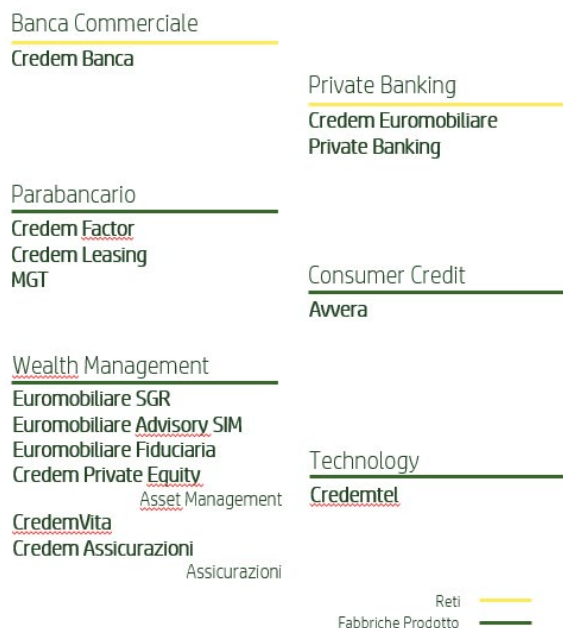 Banca Commerciale
Credem Banca
Private Banking
Credem Euromobiliare
Private Banking
Parabancario
Credem Factor
Credem Leasing
MGT
Consumer Credit
Avvera
Wealth Management
Euromobiliare SGR
Euromobiliare Advisory SIM
Euromobiliare Fiduciaria
Credem Private Equity
Asset Management
CredemVita
Credem Assicurazioni
Assicurazioni
Technology
Credemtel
Reti
Fabbriche Prodotto